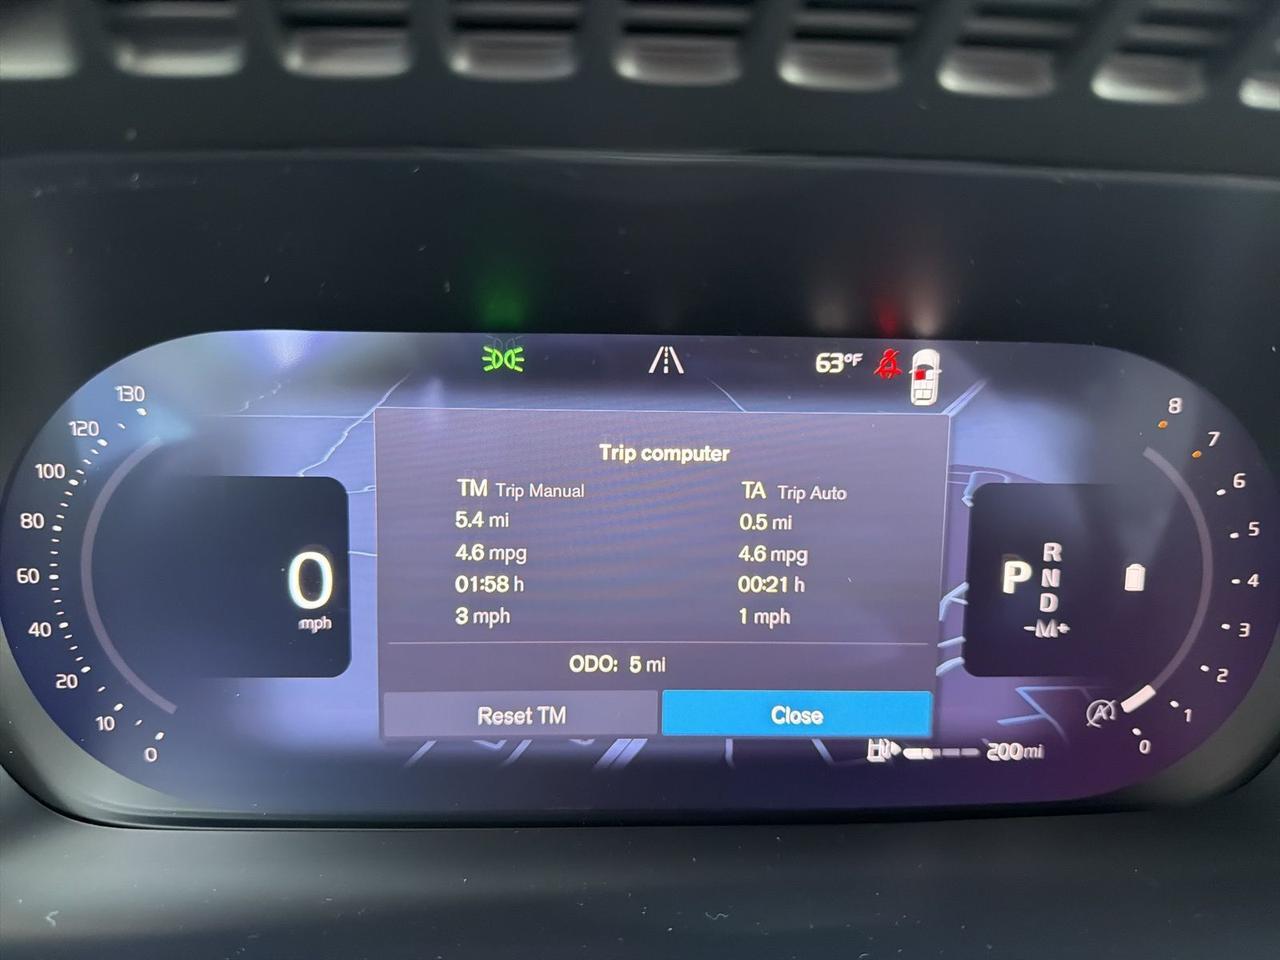 63°F
Trip computer
TM Trip Manual
5.4 mi
4.6 mpg
01:58 h
3 mph
TA Trip Auto
0.5 mi
4.6 mpg
00:21 h
1 mph
ODO: 5 mi
Reset TM
Close
130
120
100
80
60
40
20
10
0
0
mph
P
R
N
D
-M+
8
7
6
5
4
3
2
1
0
A
200mi